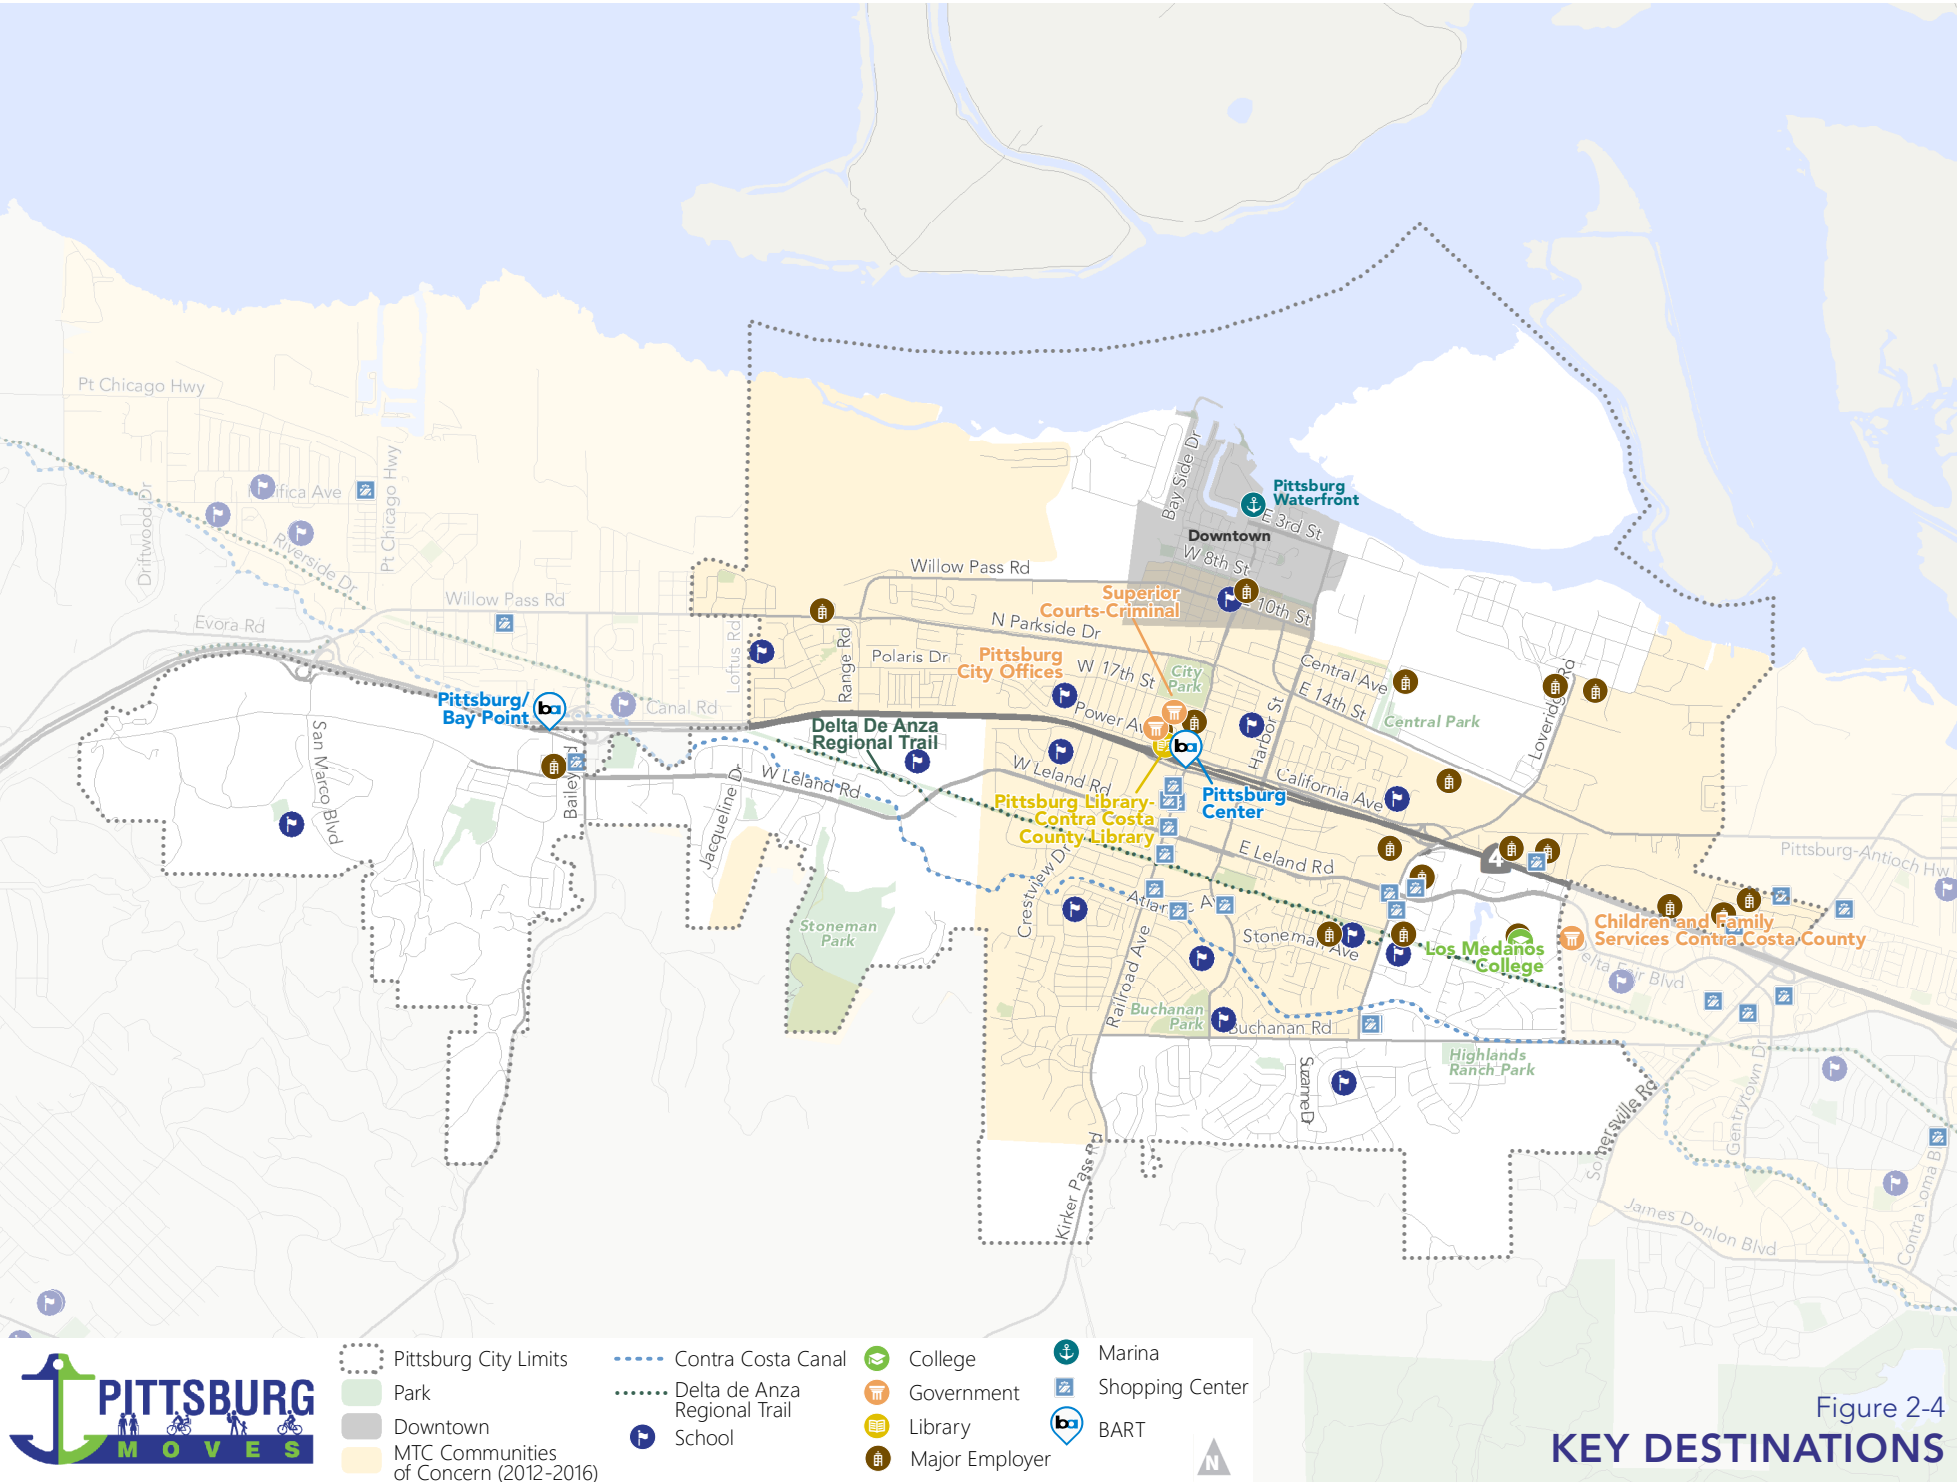 Pt Chicago Hwy
Pt Chicago Hwy
Driftwood Dr
Pacifica Ave
Riverside Dr
Willow Pass Rd
Evora Rd
Loftus Rd
Canal Rd
Pittsburg/
Bay Point
San Marco Blvd
Bailey Rd
Jacqueline Dr
W Leland Rd
Delta De Anza
Regional Trail
Range Rd
Polaris Dr
Willow Pass Rd
N Parkside Dr
Superior
Courts-Criminal
Pittsburg
City Offices
W 17th St
City
Park
Power Ave
W Leland Rd
Bay Side Dr
Pittsburg
Waterfront
E 3rd St
Downtown
W 8th St
E 10th St
Central Ave
E 14th St
Central Park
Harbor St
California Ave
Loveridge Rd
Pittsburg
Center
Pittsburg Library-
Contra Costa
County Library
E Leland Rd
4
Pittsburg-Antioch Hw
Crestview Dr
Atlantic Av
Stoneman
Park
Stoneman Ave
Railroad Ave
Los Medanos
College
Children and Family
Services Contra Costa County
Delta Fair Blvd
Buchanan
Park
Buchanan Rd
Highlands
Ranch Park
Suzanne Dr
Somersville Rd
Gentrytown Dr
Kirker Pass Rd
James Donlon Blvd
Contra Loma Bl
PITTSBURG
MOVES
Pittsburg City Limits
Park
Downtown
MTC Communities
of Concern (2012-2016)
Contra Costa Canal
Delta de Anza
Regional Trail
School
College
Government
Library
Major Employer
Marina
Shopping Center
ba
BART
N
Figure 2-4
KEY DESTINATIONS